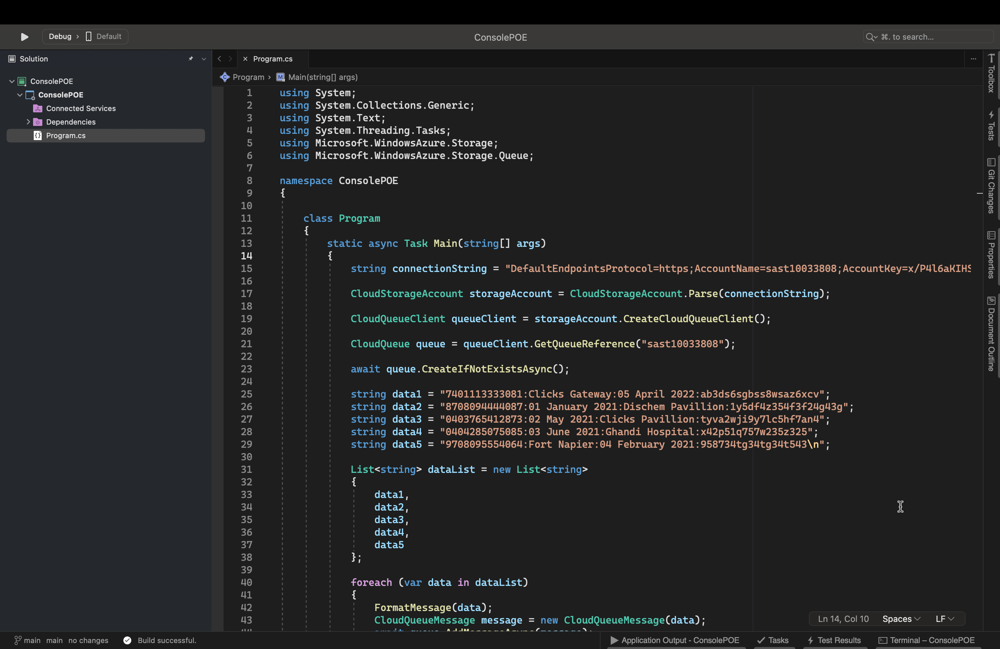 Debug › Default
ConsolePOE
⌘. to search...
Solution
Program.cs
Program › Main(string[] args)
ConsolePOE
ConsolePOE
Connected Services
Dependencies
Program.cs
1 using System;
2 using System.Collections.Generic;
3 using System.Text;
4 using System.Threading.Tasks;
5 using Microsoft.WindowsAzure.Storage;
6 using Microsoft.WindowsAzure.Storage.Queue;
7
8 namespace ConsolePOE
9 {
10
11 class Program
12 {
13 static async Task Main(string[] args)
14 {
15 string connectionString = "DefaultEndpointsProtocol=https;AccountName=sast10033808;AccountKey=x/P4l6aKIHS
16
17 CloudStorageAccount storageAccount = CloudStorageAccount.Parse(connectionString);
18
19 CloudQueueClient queueClient = storageAccount.CreateCloudQueueClient();
20
21 CloudQueue queue = queueClient.GetQueueReference("sast10033808");
22
23 await queue.CreateIfNotExistsAsync();
24
25 string data1 = "7401113333081:Clicks Gateway:05 April 2022:ab3ds6sgbss8wsaz6xcv";
26 string data2 = "8708094444087:01 January 2021:Dischem Pavillion:1y5df4z354f3f24g43g";
27 string data3 = "0403765412873:02 May 2021:Clicks Pavillion:tyva2wji9y7lc5hf7an4";
28 string data4 = "0404285075085:03 June 2021:Ghandi Hospital:x42p51q757w235z325";
29 string data5 = "9708095554064:Fort Napier:04 February 2021:958734tg34tg34t543\n";
30
31 List<string> dataList = new List<string>
32 {
33 data1,
34 data2,
35 data3,
36 data4,
37 data5
38 };
39
40 foreach (var data in dataList)
41 {
42 FormatMessage(data);
43 CloudQueueMessage message = new CloudQueueMessage(data);
Toolbox
Tests
Git Changes
Properties
Document Outline
Ln 14, Col 10 Spaces LF
main main no changes Build successful.
Application Output - ConsolePOE Tasks Test Results Terminal – ConsolePOE